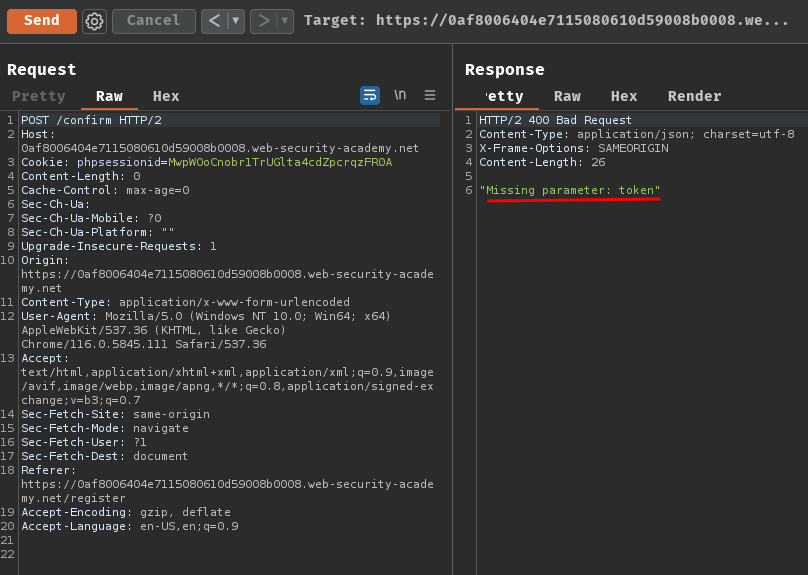 Send Cancel < ▼ > ▼ Target: https://0af8006404e7115080610d59008b0008.we...
Request
Pretty Raw Hex \n
1 POST /confirm HTTP/2
2 Host:
0af8006404e7115080610d59008b0008.web-security-academy.net
3 Cookie: phpsessionid=MwpWOoCnobr1TrUGlta4cdZpcrqzFROA
4 Content-Length: 0
5 Cache-Control: max-age=0
6 Sec-Ch-Ua:
7 Sec-Ch-Ua-Mobile: ?0
8 Sec-Ch-Ua-Platform: ""
9 Upgrade-Insecure-Requests: 1
10 Origin:
https://0af8006404e7115080610d59008b0008.web-security-acade
my.net
11 Content-Type: application/x-www-form-urlencoded
12 User-Agent: Mozilla/5.0 (Windows NT 10.0; Win64; x64)
AppleWebKit/537.36 (KHTML, like Gecko)
Chrome/116.0.5845.111 Safari/537.36
13 Accept:
text/html,application/xhtml+xml,application/xml;q=0.9,image
/avif,image/webp,image/apng,*/*;q=0.8,application/signed-ex
change;v=b3;q=0.7
14 Sec-Fetch-Site: same-origin
15 Sec-Fetch-Mode: navigate
16 Sec-Fetch-User: ?1
17 Sec-Fetch-Dest: document
18 Referer:
https://0af8006404e7115080610d59008b0008.web-security-acade
my.net/register
19 Accept-Encoding: gzip, deflate
20 Accept-Language: en-US,en;q=0.9
21
22
Response
etty Raw Hex Render
1 HTTP/2 400 Bad Request
2 Content-Type: application/json; charset=utf-8
3 X-Frame-Options: SAMEORIGIN
4 Content-Length: 26
5
6 "Missing parameter: token"